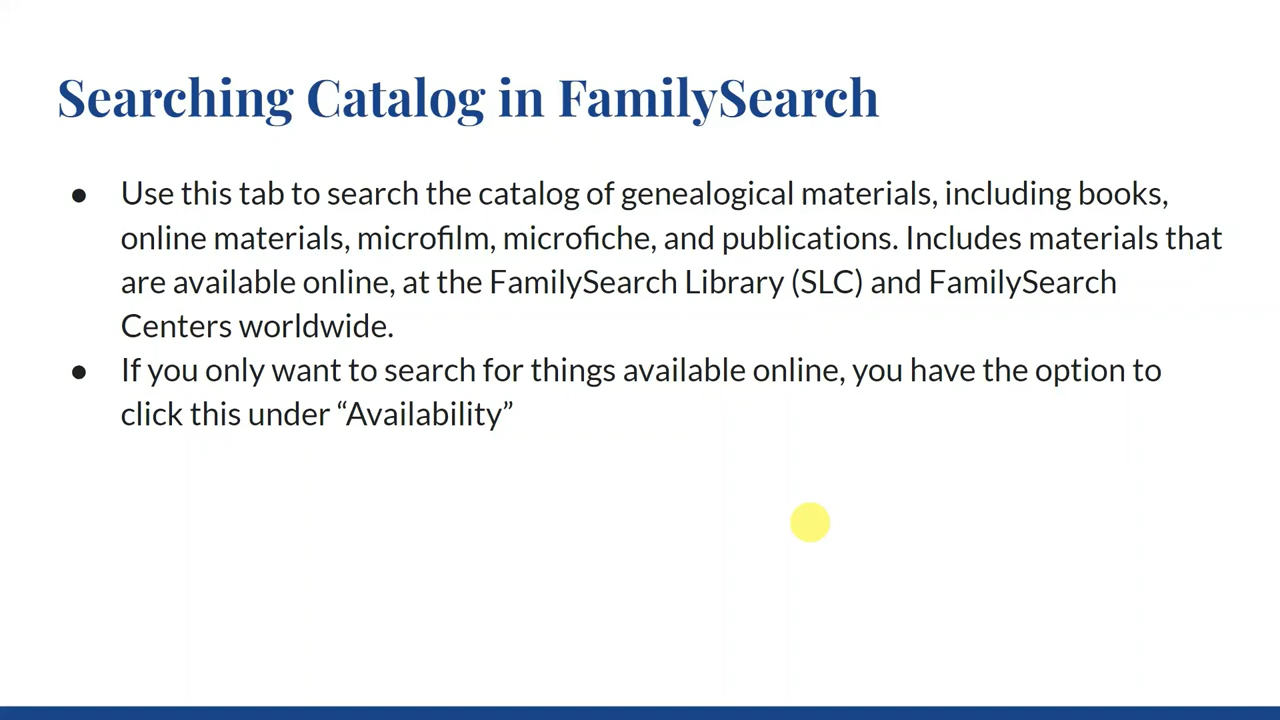 Searching Catalog in FamilySearch
● Use this tab to search the catalog of genealogical materials, including books,
online materials, microfilm, microfiche, and publications. Includes materials that
are available online, at the FamilySearch Library (SLC) and FamilySearch
Centers worldwide.
● If you only want to search for things available online, you have the option to
click this under “Availability”